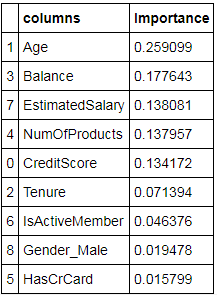 columns Importance
1 Age 0.259099
3 Balance 0.177643
7 EstimatedSalary 0.138081
4 NumOfProducts 0.137957
0 CreditScore 0.134172
2 Tenure 0.071394
6 IsActiveMember 0.046376
8 Gender_Male 0.019478
5 HasCrCard 0.015799